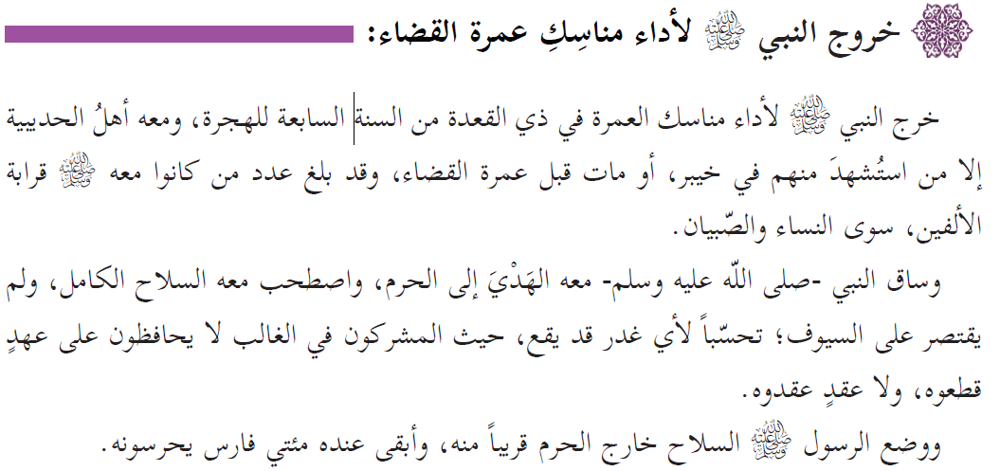 خروج النبي ﷺ لأداء مناسِكِ عمرة القضاء:
خرج النبي ﷺ لأداء مناسك العمرة في ذي القعدة من السنة السابعة للهجرة، ومعه أهلُ الحديبية
إلا من استُشهدَ منهم في خيبر، أو مات قبل عمرة القضاء، وقد بلغ عدد من كانوا معه ﷺ قرابة
الألفين، سوى النساء والصّبيان.
وساق النبي -صلى اللّه عليه وسلم- معه الهَدْيَ إلى الحرم، واصطحب معه السلاح الكامل، ولم
يقتصر على السيوف؛ تحسّباً لأي غدر قد يقع، حيث المشركون في الغالب لا يحافظون على عهدٍ
قطعوه، ولا عقدٍ عقدوه.
ووضع الرسول ﷺ السلاح خارج الحرم قريباً منه، وأبقى عنده مئتي فارس يحرسونه.